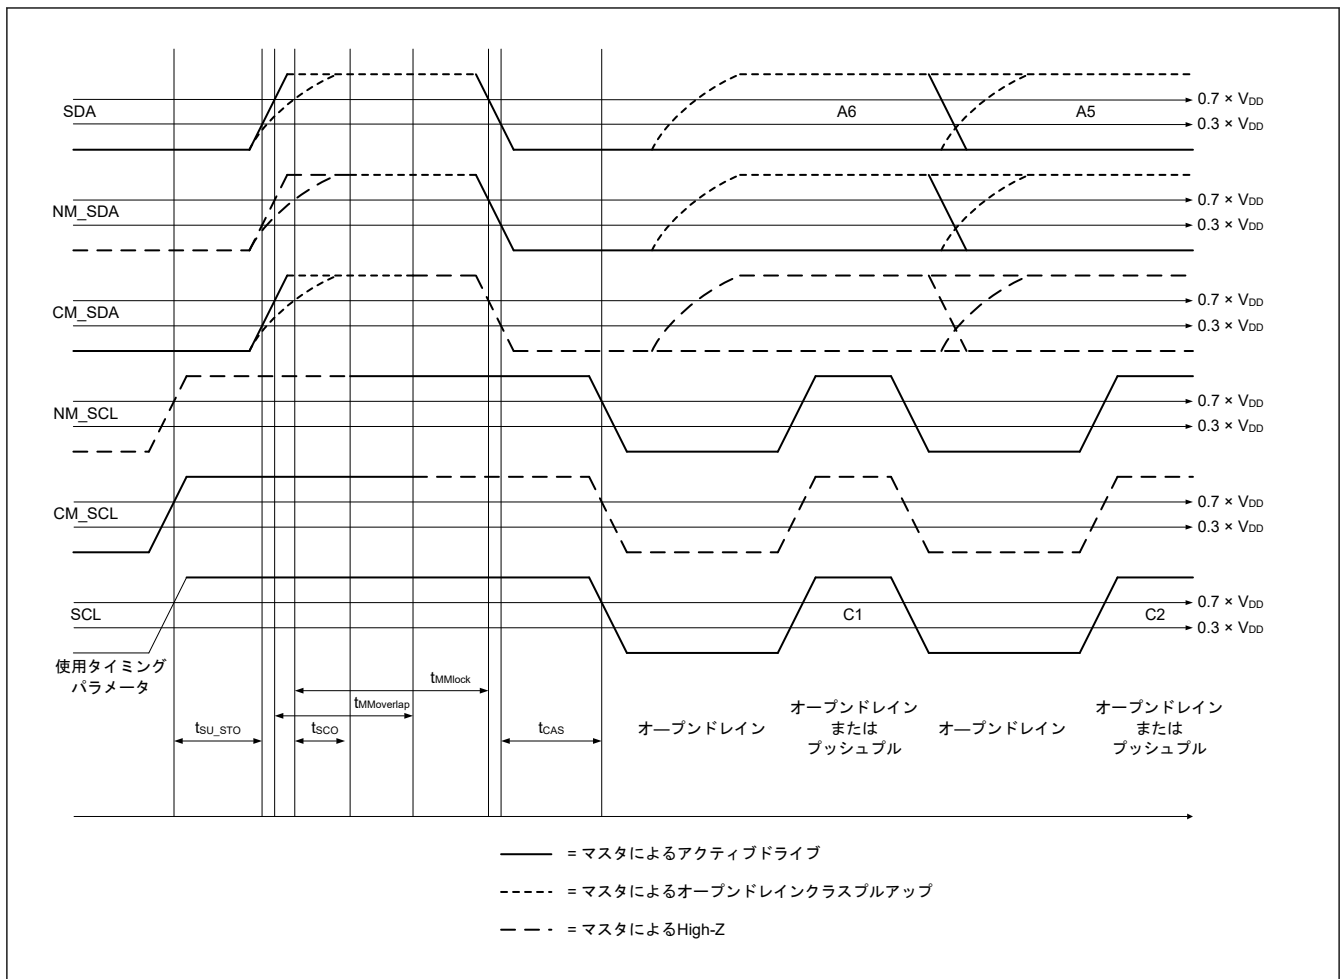 SDA
A6
A5
0.7 × VDD
0.3 × VDD
NM_SDA
0.7 × VDD
0.3 × VDD
CM_SDA
0.7 × VDD
0.3 × VDD
NM_SCL
0.7 × VDD
0.3 × VDD
CM_SCL
0.7 × VDD
0.3 × VDD
SCL
C1
C2
0.7 × VDD
0.3 × VDD
使用タイミング
パラメータ
tMMlock
tMMoverlap
tSU_STO
tSCO
tCAS
オープンドレイン
オープンドレイン
または
プッシュプル
オープンドレイン
オープンドレイン
または
プッシュプル
= マスタによるアクティブドライブ
= マスタによるオープンドレインクラスプルアップ
= マスタによるHigh-Z